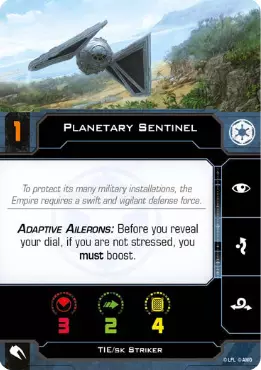 1
PLANETARY SENTINEL
To protect its many military installations, the
Empire requires a swift and vigilant defense force.
ADAPTIVE AILERONS: Before you reveal
your dial, if you are not stressed, you
must boost.
3 2 4
TIE/SK STRIKER
© LFL © AMG